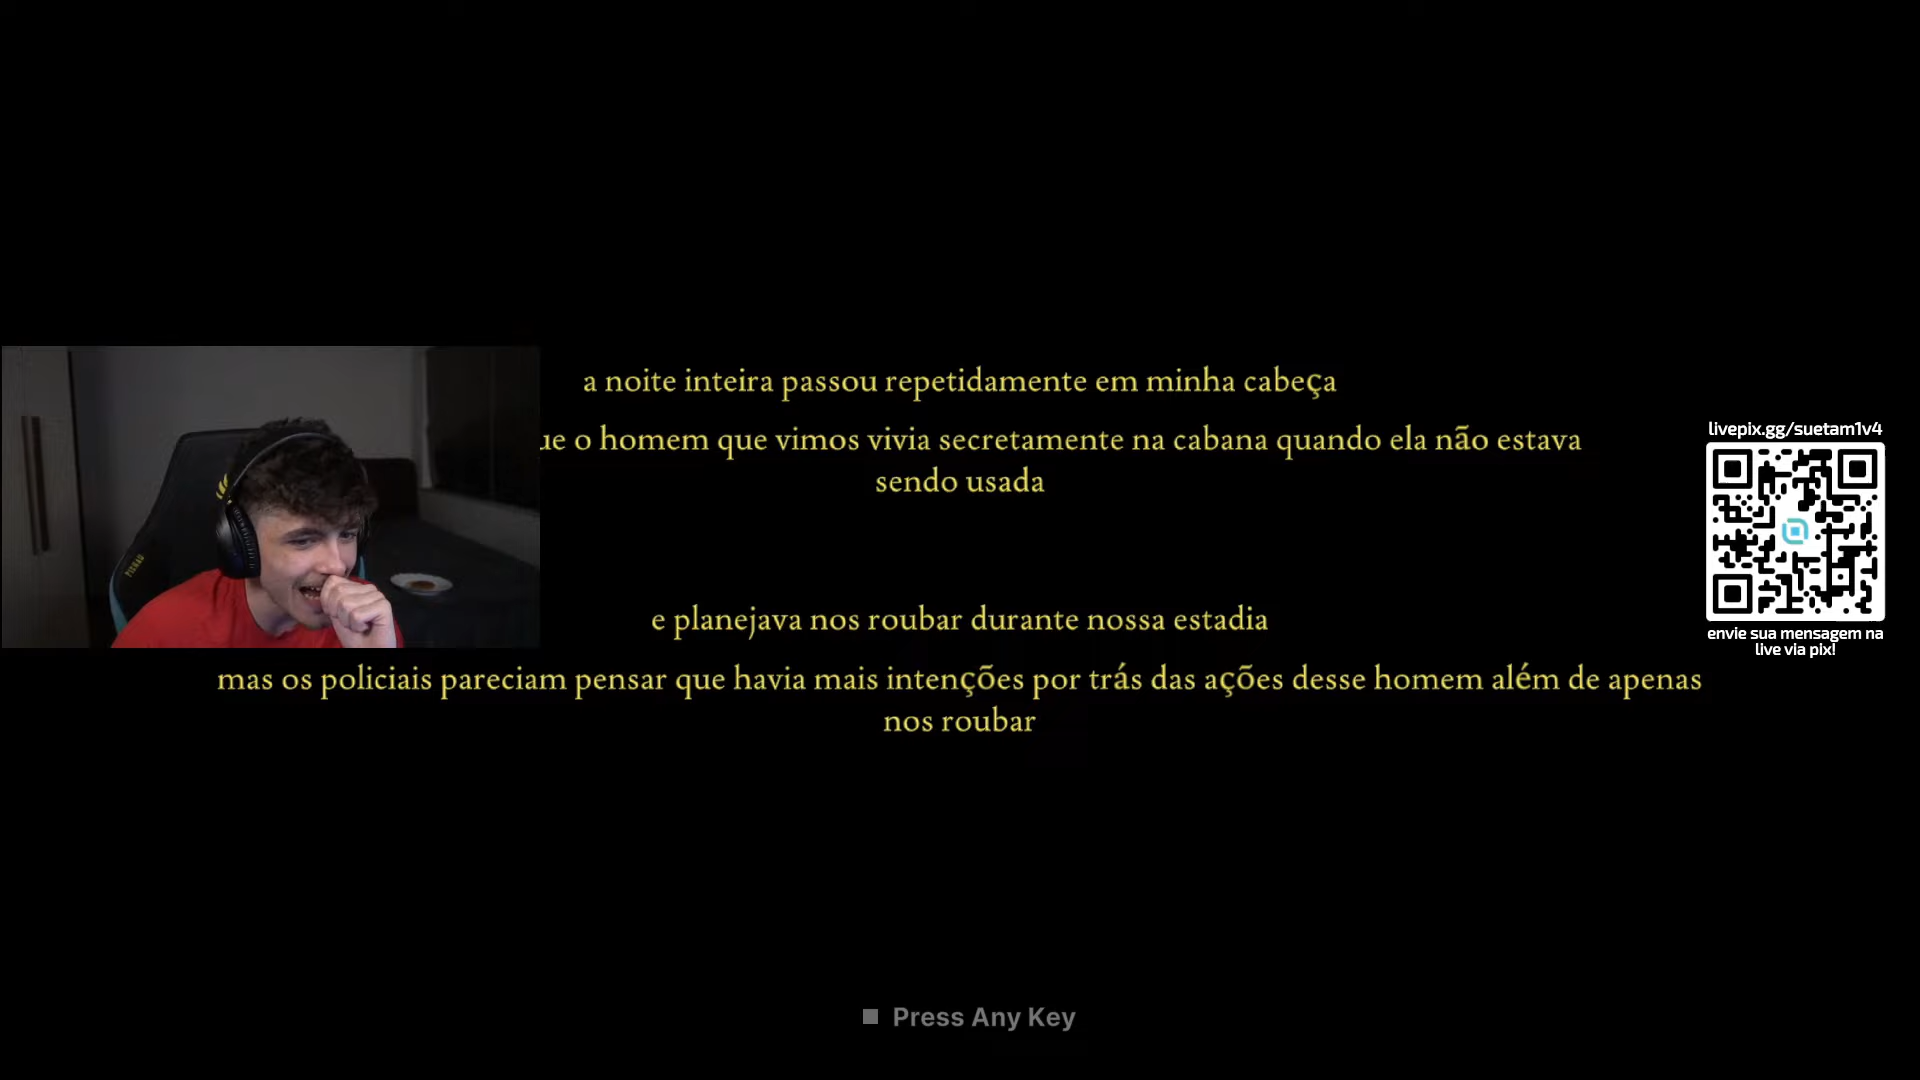 a noite inteira passou repetidamente em minha cabeça
o homem que vimos vivia secretamente na cabana quando ela não estava
sendo usada
e planejava nos roubar durante nossa estadia
mas os policiais pareciam pensar que havia mais intenções por trás das ações desse homem além de apenas
nos roubar
livepix.gg/suetam1v4
envie sua mensagem na
live via pix!
Press Any Key